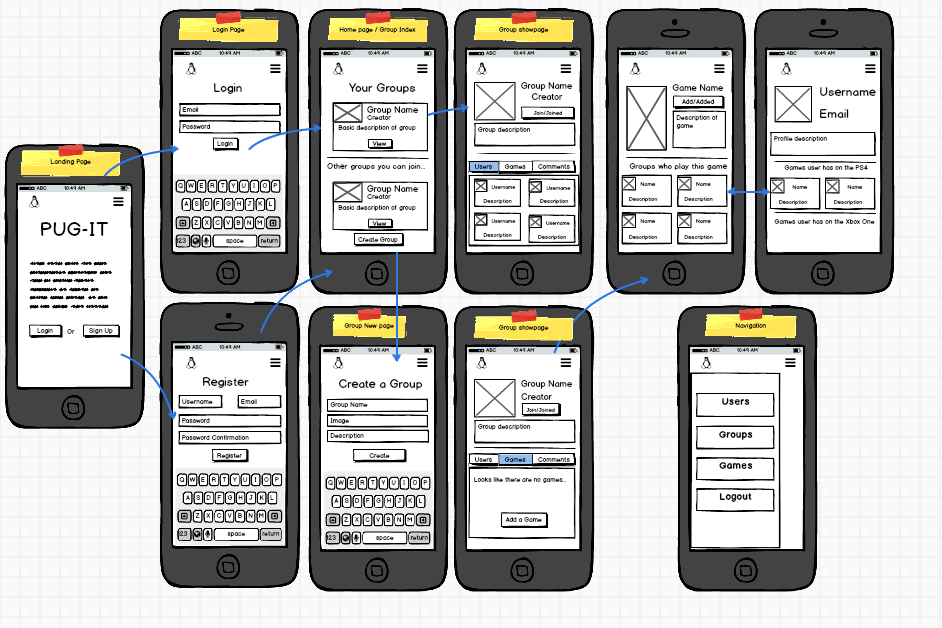 Landing Page
ABC 10:49 AM
PUG-IT
Login Or Sign Up
Login Page
ABC 10:49 AM
Login
Email
Password
Login
Q W E R T Y U I O P
A S D F G H J K L
Z X C V B N M
123 space return
Home page / Group Index
ABC 10:49 AM
Your Groups
Group Name
Creator
Basic description of group
View
Other groups you can join...
Group Name
Creator
Basic description of group
View
Create Group
Group showpage
ABC 10:49 AM
Group Name
Creator
Join/Joined
Group description
Users Games Comments
Username Username
Description Description
Username Username
Description Description
ABC 10:49 AM
Game Name
Add/Added
Description of
game
Groups who play this game
Name Name
Description Description
Name Name
Description Description
ABC 10:49 AM
Username
Email
Profile description
Games user has on the PS4
Name Name
Description Description
Games user has on the Xbox One
ABC 10:49 AM
Register
Username Email
Password
Password Confirmation
Register
Q W E R T Y U I O P
A S D F G H J K L
Z X C V B N M
123 space return
Group New page
ABC 10:49 AM
Create a Group
Group Name
Image
Description
Create
Q W E R T Y U I O P
A S D F G H J K L
Z X C V B N M
123 space return
Group showpage
ABC 10:49 AM
Group Name
Creator
Join/Joined
Group description
Users Games Comments
Looks like there are no games..
Add a Game
Navigation
ABC 10:49 AM
Users
Groups
Games
Logout